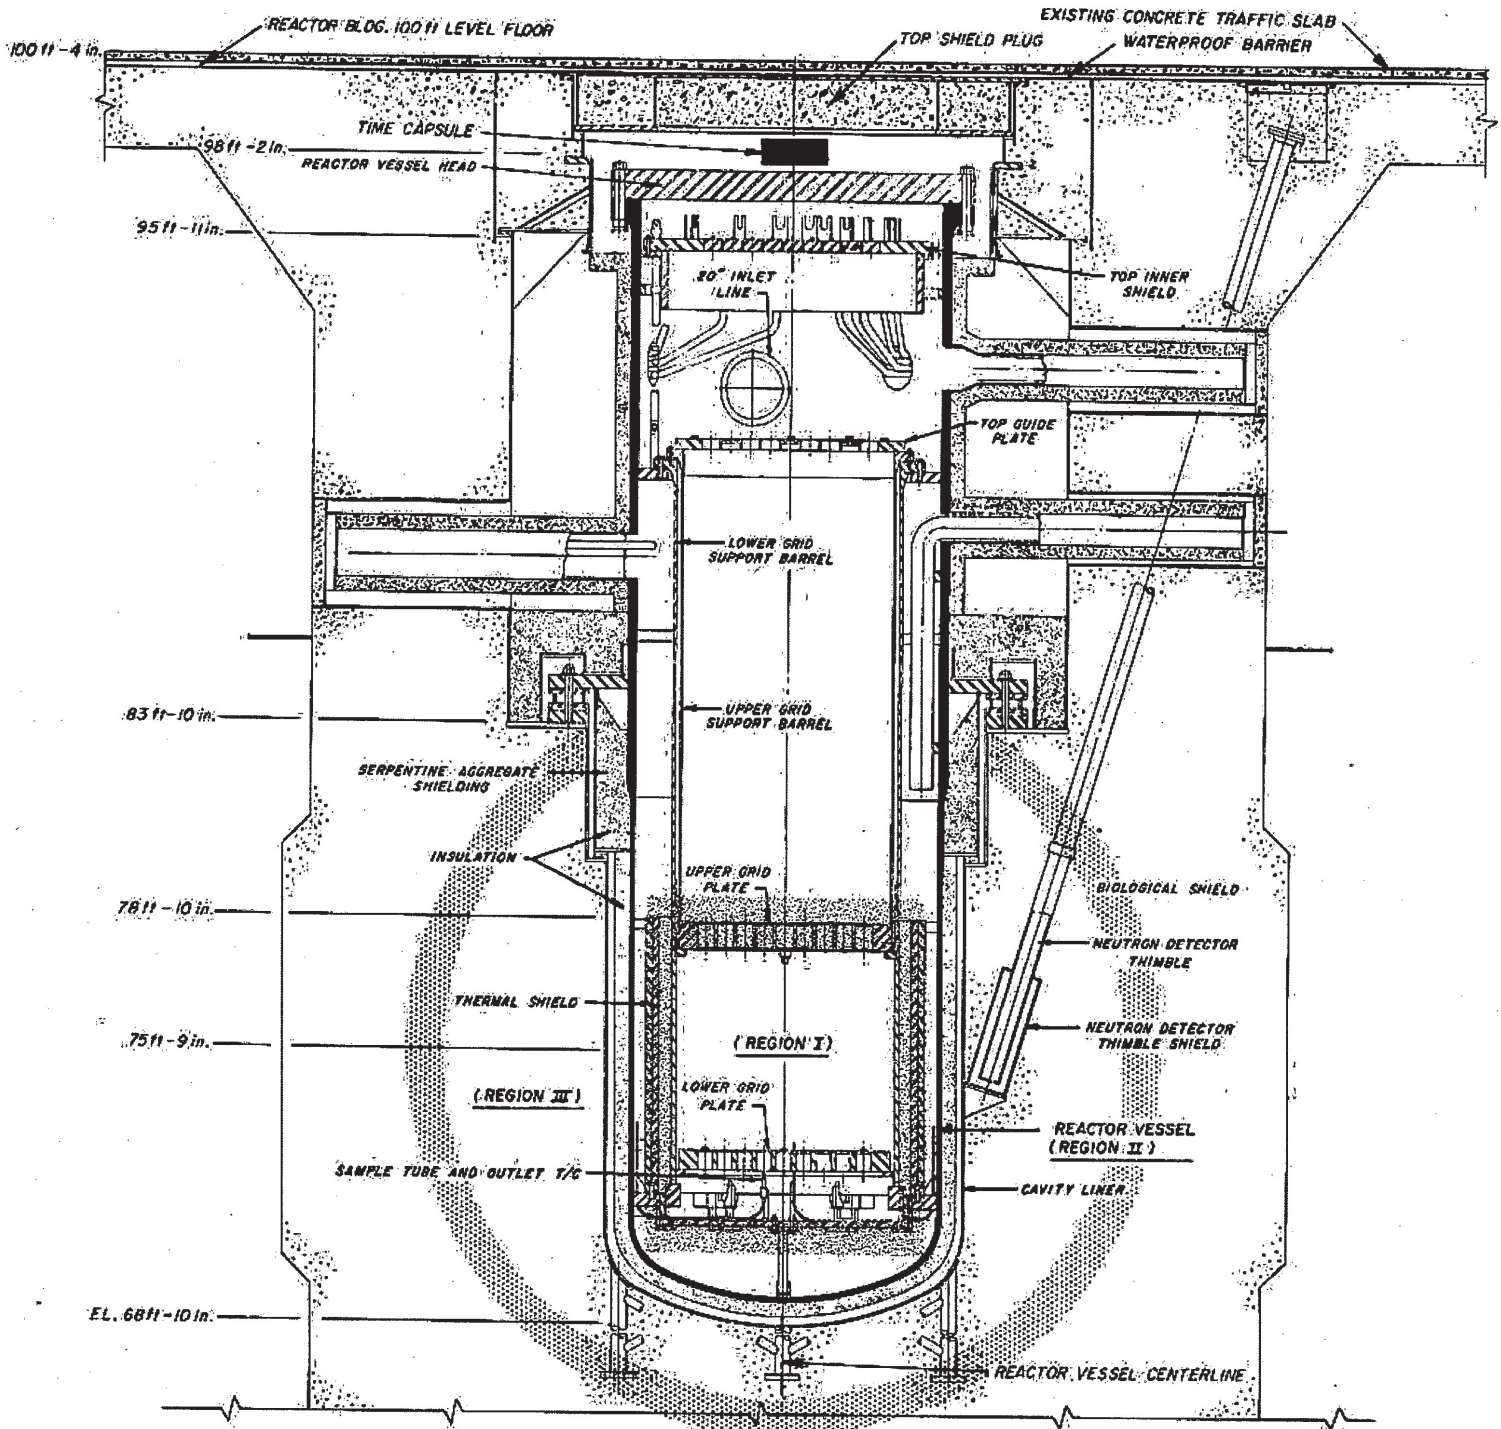 REACTOR BLDG. 100 ft LEVEL FLOOR
EXISTING CONCRETE TRAFFIC SLAB
100 ft-4 in.
TOP SHIELD PLUG
WATERPROOF BARRIER
TIME CAPSULE
98 ft-2 in.
REACTOR VESSEL HEAD
95 ft-11 in.
20" INLET
LINE
TOP INNER
SHIELD
TOP GUIDE
PLATE
LOWER GRID
SUPPORT BARREL
83 ft-10 in.
UPPER GRID
SUPPORT BARREL
SERPENTINE AGGREGATE
SHIELDING
INSULATION
UPPER GRID
PLATE
BIOLOGICAL SHIELD
78 ft-10 in.
NEUTRON DETECTOR
THIMBLE
THERMAL SHIELD
75 ft-9 in.
(REGION I)
NEUTRON DETECTOR
THIMBLE SHIELD
(REGION III)
LOWER GRID
PLATE
REACTOR VESSEL
(REGION II)
SAMPLE TUBE AND OUTLET T/C
CAVITY LINER
EL. 68 ft-10 in.
REACTOR VESSEL CENTERLINE